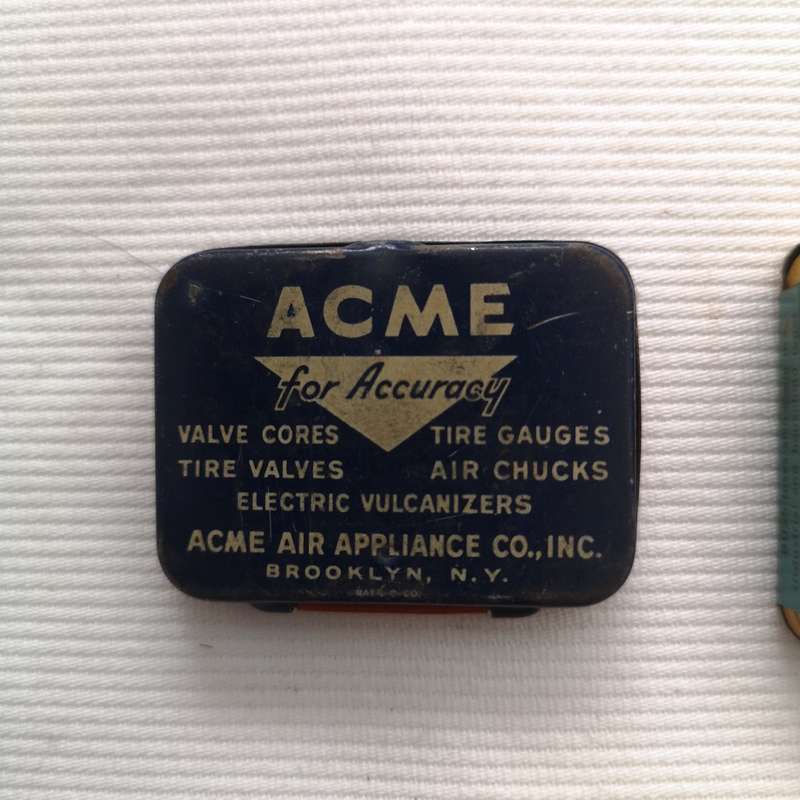 ACME
for Accuracy
VALVE CORES TIRE GAUGES
TIRE VALVES AIR CHUCKS
ELECTRIC VULCANIZERS
ACME AIR APPLIANCE CO., INC.
BROOKLYN, N.Y.